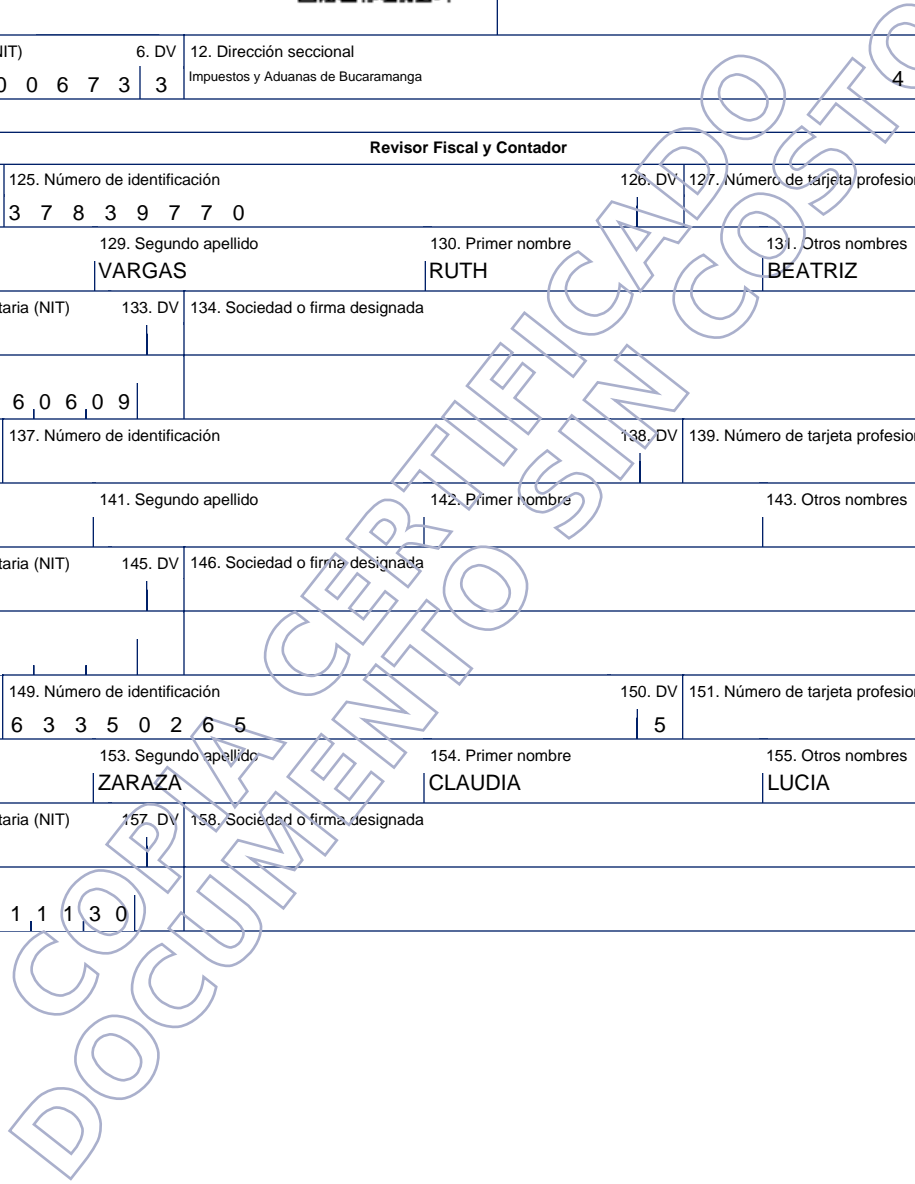 IT) 6. DV 12. Dirección seccional
0 0 6 7 3 3 Impuestos y Aduanas de Bucaramanga 4
Revisor Fiscal y Contador
125. Número de identificación 126. DV 127. Número de tarjeta profesion
3 7 8 3 9 7 7 0
129. Segundo apellido 130. Primer nombre 131. Otros nombres
VARGAS RUTH BEATRIZ
taria (NIT) 133. DV 134. Sociedad o firma designada
6 0 6 0 9
137. Número de identificación 138. DV 139. Número de tarjeta profesion
141. Segundo apellido 142. Primer nombre 143. Otros nombres
taria (NIT) 145. DV 146. Sociedad o firma designada
149. Número de identificación 150. DV 151. Número de tarjeta profesion
6 3 3 5 0 2 6 5 5
153. Segundo apellido 154. Primer nombre 155. Otros nombres
ZARAZA CLAUDIA LUCIA
taria (NIT) 157. DV 158. Sociedad o firma designada
1 1 1 3 0
COPIA CERTIFICADO
DOCUMENTO SIN COSTO